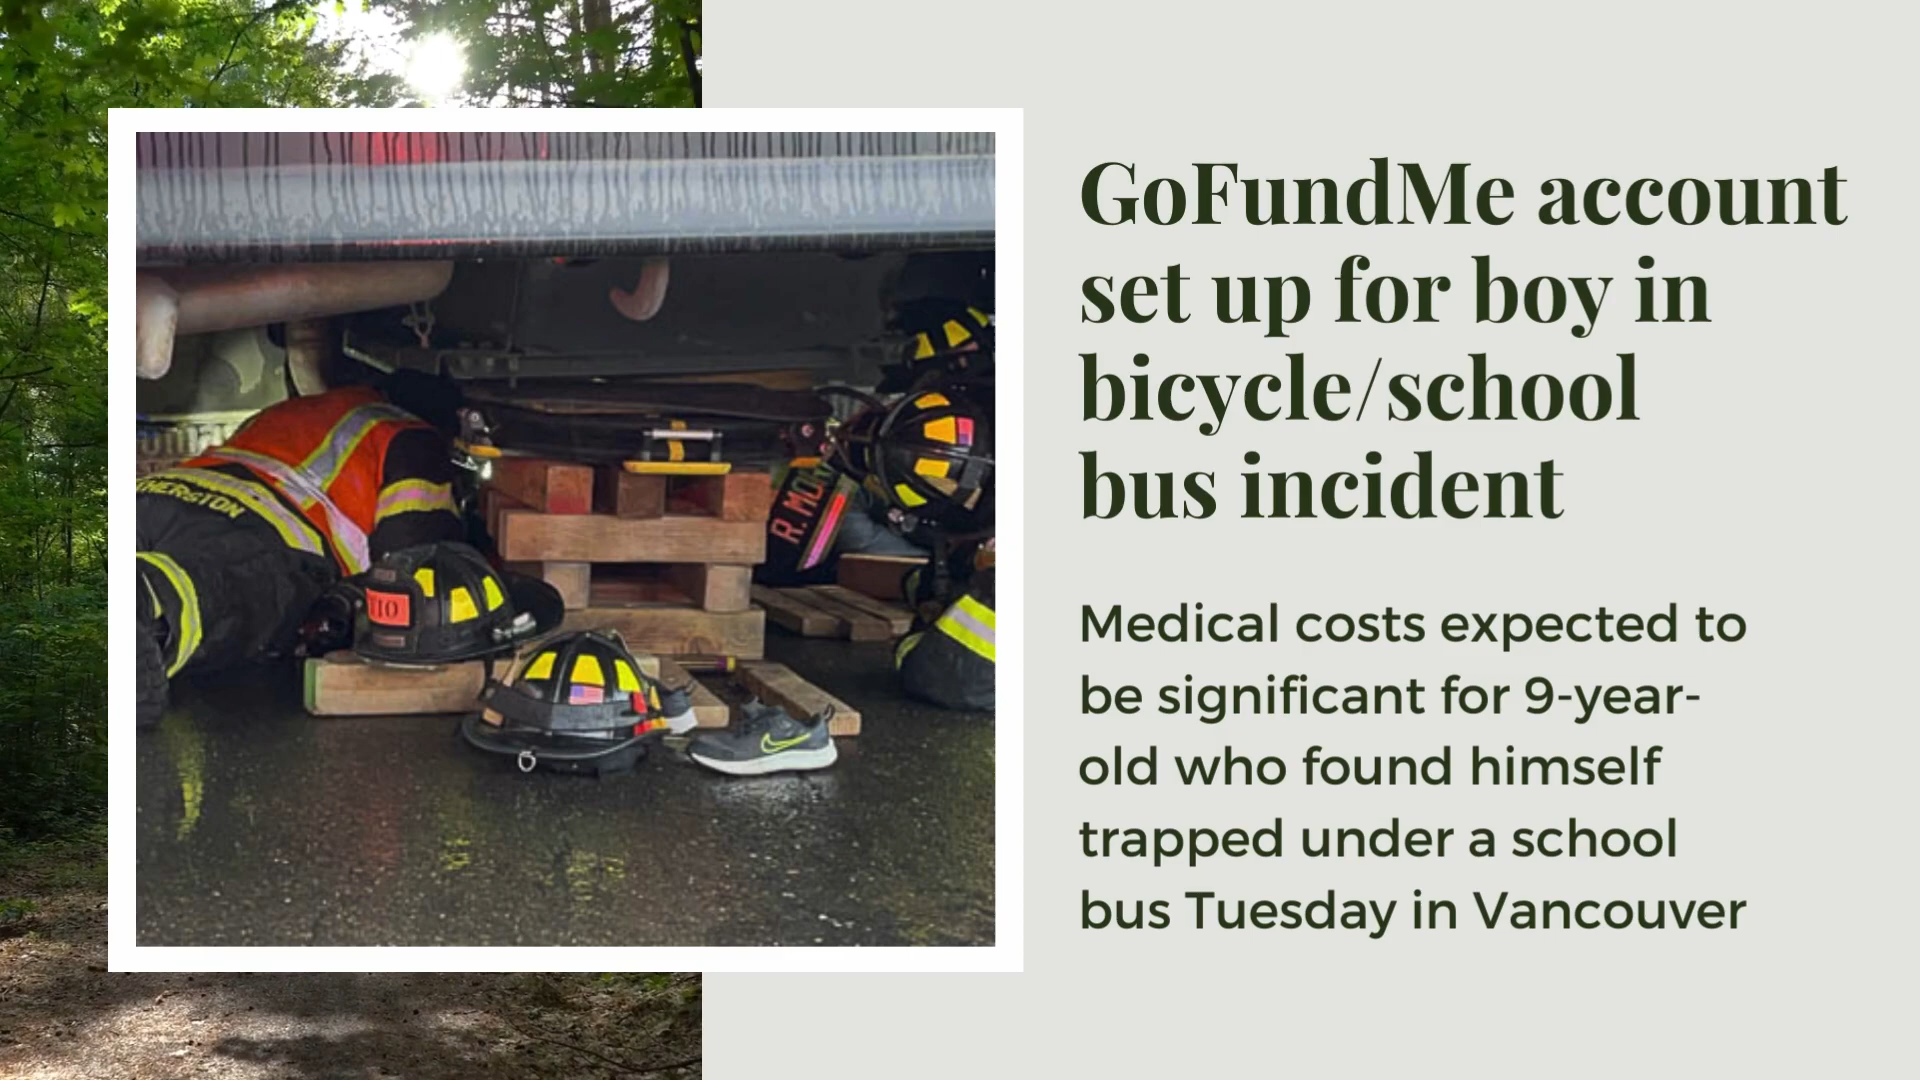 GoFundMe account
set up for boy in
bicycle/school
bus incident
Medical costs expected to
be significant for 9-year-
old who found himself
trapped under a school
bus Tuesday in Vancouver
R. MO